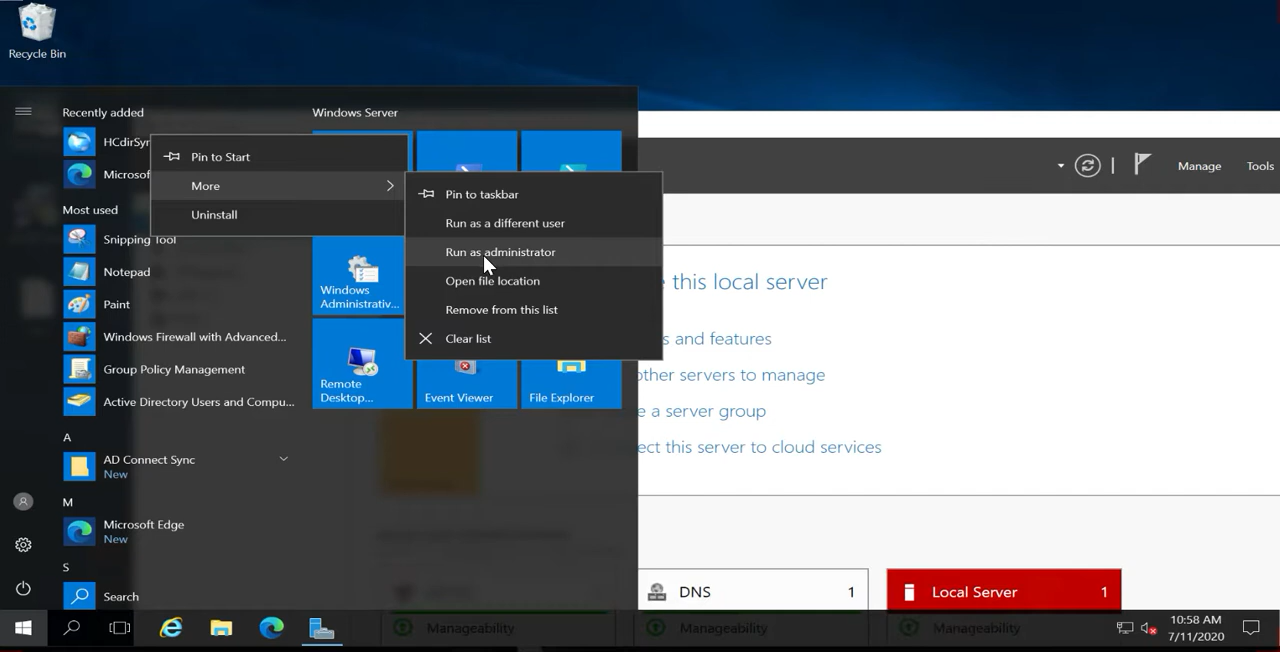 Recycle Bin
Recently added
Windows Server
HCdirSyn
Pin to Start
Microsof
More
Pin to taskbar
Manage
Tools
Most used
Uninstall
Run as a different user
Snipping Tool
Run as administrator
Notepad
Open file location
this local server
Windows
Administrativ...
Paint
Remove from this list
Windows Firewall with Advanced...
Clear list
s and features
Group Policy Management
other servers to manage
Remote
Desktop...
Event Viewer
File Explorer
Active Directory Users and Compu...
e a server group
A
ect this server to cloud services
AD Connect Sync
New
M
Microsoft Edge
New
S
Search
DNS
1
Local Server
1
Manageability
Manageability
Manageability
10:58 AM
7/11/2020